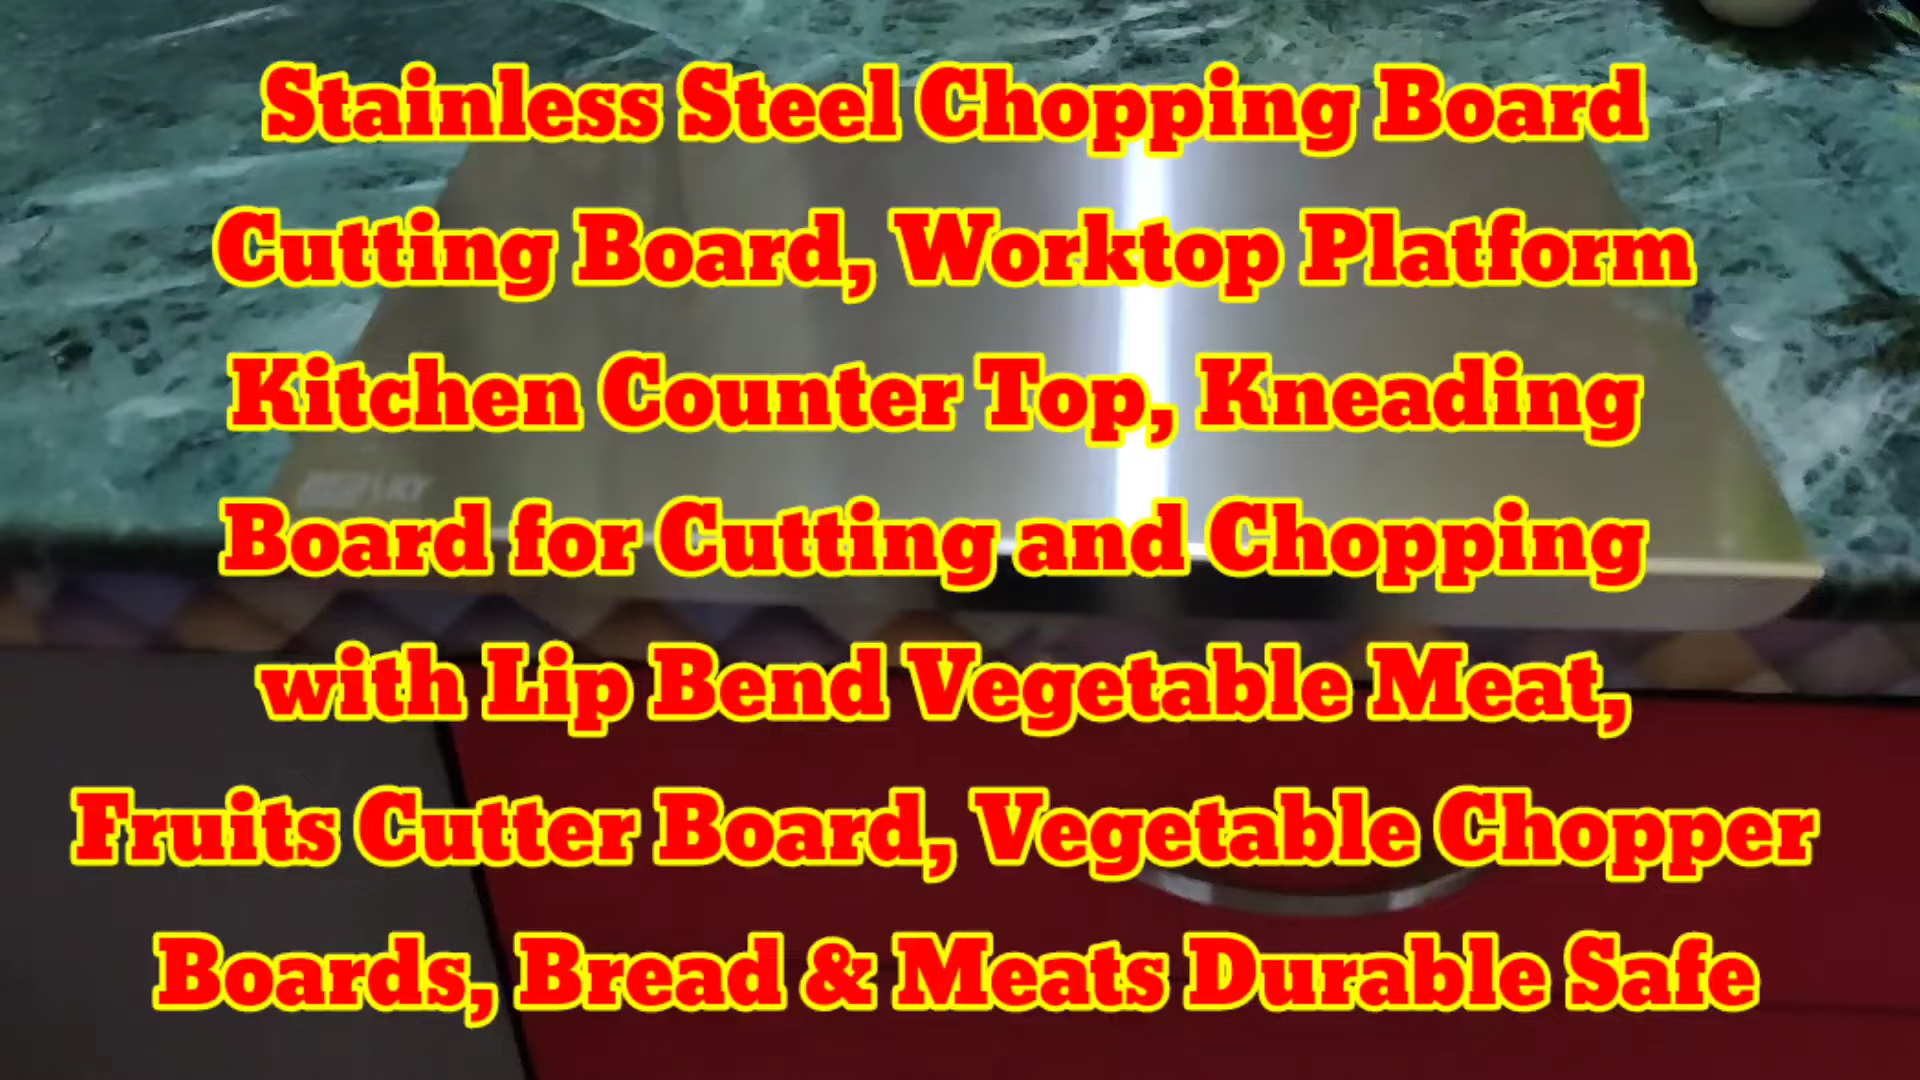 Stainless Steel Chopping Board
Cutting Board, Worktop Platform
Kitchen Counter Top, Kneading
Board for Cutting and Chopping
with Lip Bend Vegetable Meat,
Fruits Cutter Board, Vegetable Chopper
Boards, Bread & Meats Durable Safe